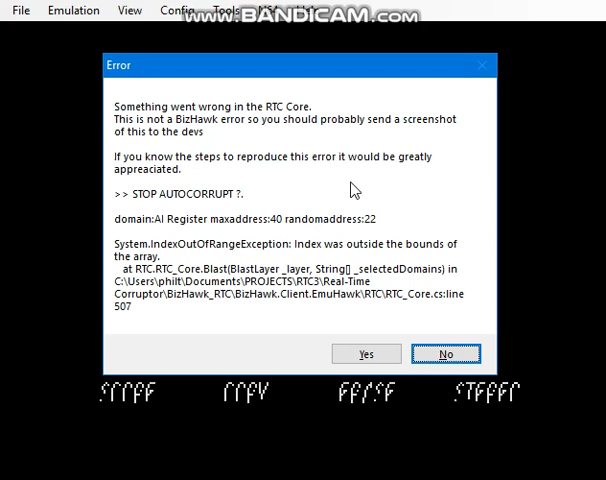 File Emulation View Config Tools Help
www.BANDICAM.com
Error
Something went wrong in the RTC Core.
This is not a BizHawk error so you should probably send a screenshot
of this to the devs
If you know the steps to reproduce this error it would be greatly
appreaciated.
>> STOP AUTOCORRUPT ?.
domain:AI Register maxaddress:40 randomaddress:22
System.IndexOutOfRangeException: Index was outside the bounds of
the array.
at RTC.RTC_Core.Blast(BlastLayer _layer, String[] _selectedDomains) in
C:\Users\philt\Documents\PROJECTS\RTC3\Real-Time
Corruptor\BizHawk_RTC\BizHawk.Client.EmuHawk\RTC\RTC_Core.cs:line
507
Yes No